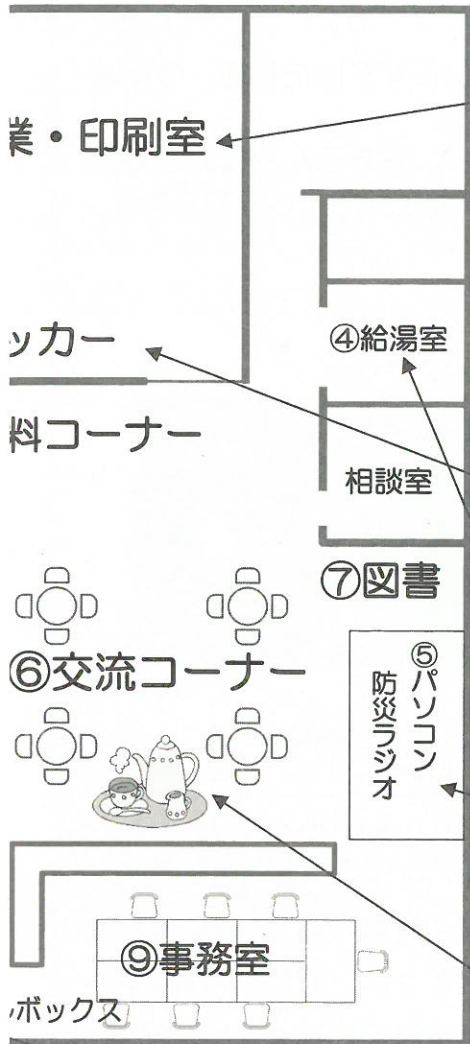 業・印刷室
ッカー
④給湯室
料コーナー
相談室
⑦図書
⑥交流コーナー
⑤パソコン
防災ラジオ
⑨事務室
ルボックス